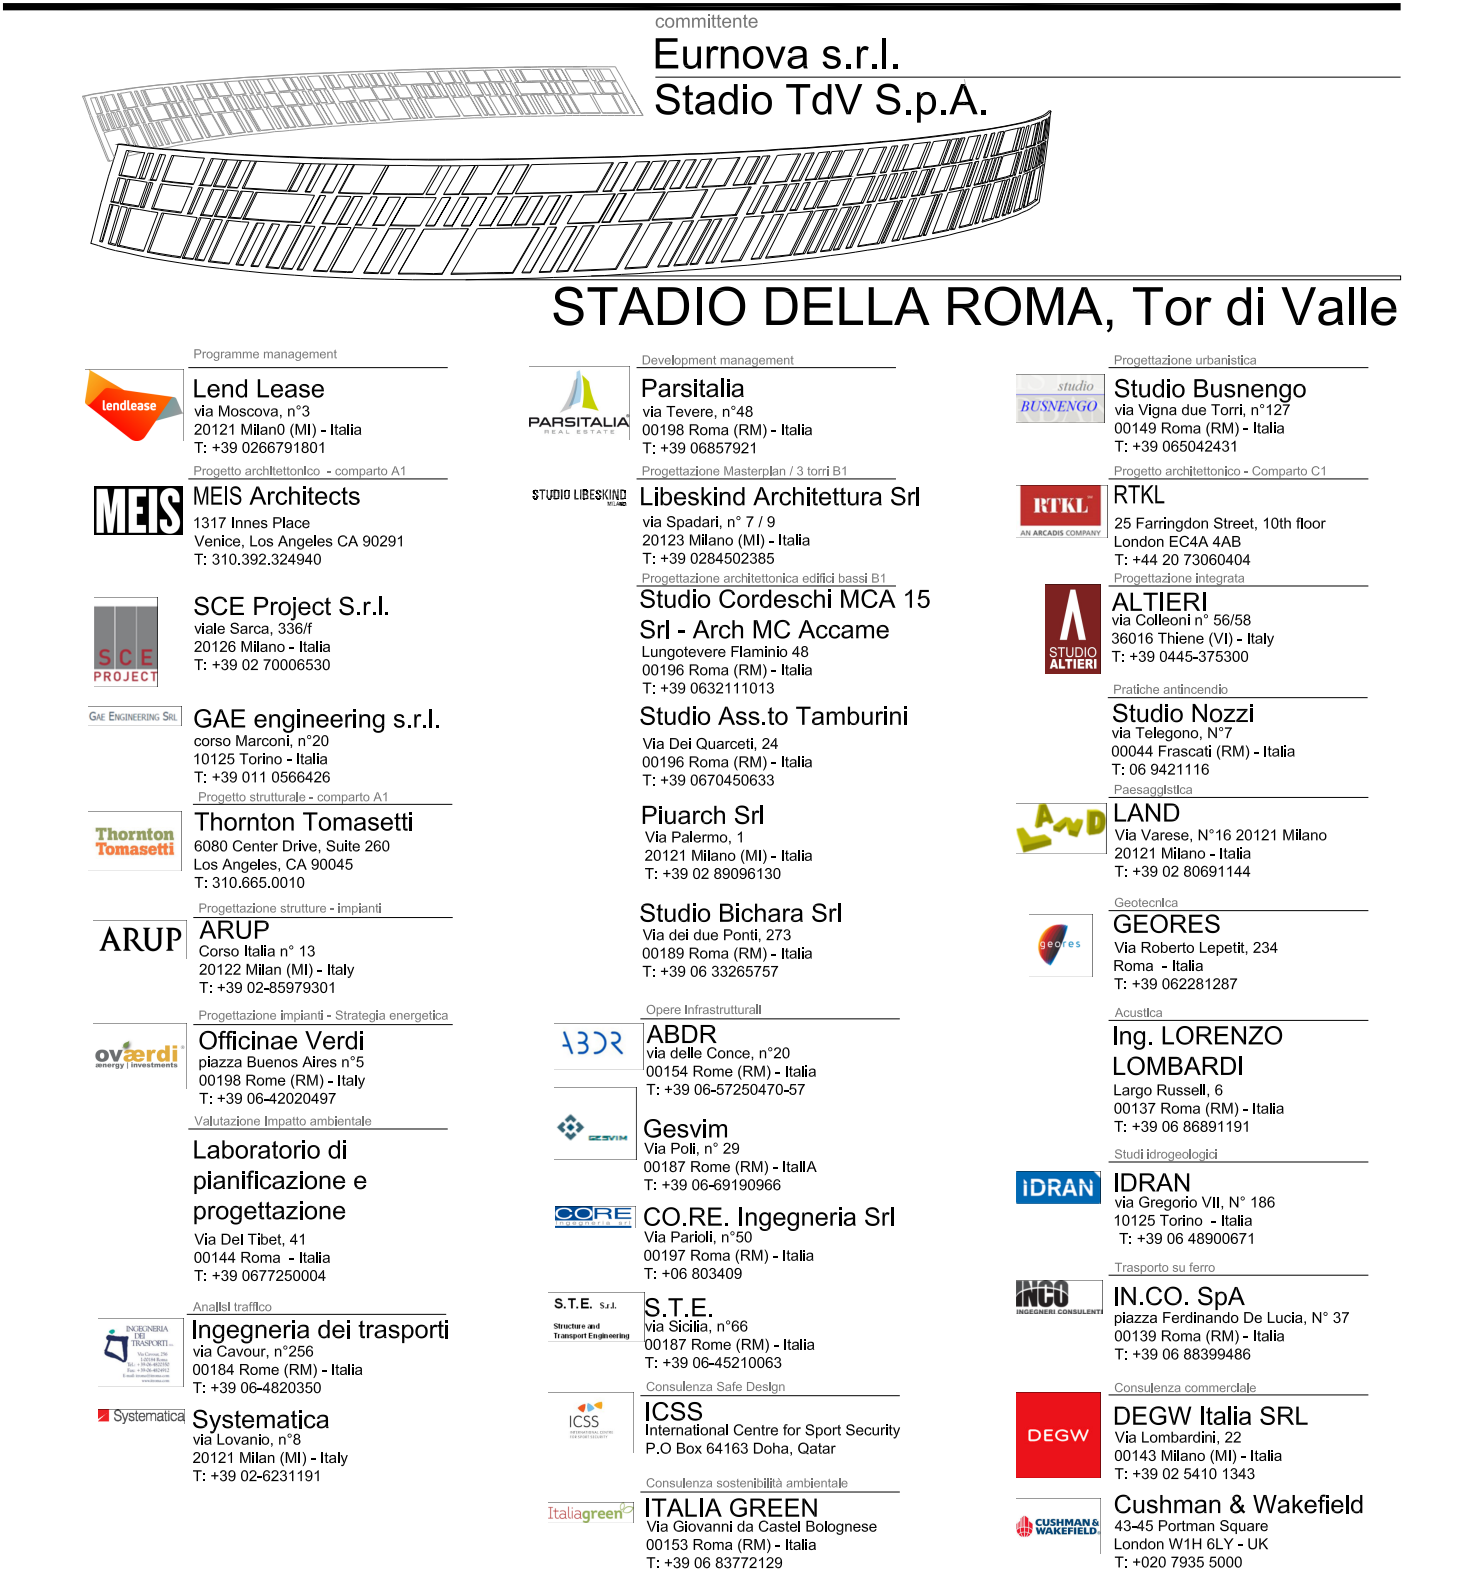 committente
Eurnova s.r.l.
Stadio TdV S.p.A.
STADIO DELLA ROMA, Tor di Valle
Programme management
lendlease
Lend Lease
via Moscova, n°3
20121 Milan0 (MI) - Italia
T: +39 0266791801
Progetto architettonico - comparto A1
MEIS
MEIS Architects
1317 Innes Place
Venice, Los Angeles CA 90291
T: 310.392.324940
SCE
PROJECT
SCE Project S.r.l.
viale Sarca, 336/f
20126 Milano - Italia
T: +39 02 70006530
GAE ENGINEERING SRL
GAE engineering s.r.l.
corso Marconi, n°20
10125 Torino - Italia
T: +39 011 0566426
Progetto strutturale - comparto A1
Thornton
Tomasetti
Thornton Tomasetti
6080 Center Drive, Suite 260
Los Angeles, CA 90045
T: 310.665.0010
Progettazione strutture - impianti
ARUP
ARUP
Corso Italia n° 13
20122 Milan (MI) - Italy
T: +39 02-85979301
Progettazione impianti - Strategia energetica
oværdi
ænergy | investments
Officinae Verdi
piazza Buenos Aires n°5
00198 Rome (RM) - Italy
T: +39 06-42020497
Valutazione Impatto ambientale
Laboratorio di
pianificazione e
progettazione
Via Del Tibet, 41
00144 Roma - Italia
T: +39 0677250004
Analisi traffico
INGEGNERIA
DEI
TRASPORTI
Ingegneria dei trasporti
via Cavour, n°256
00184 Rome (RM) - Italia
T: +39 06-4820350
Systematica
Systematica
via Lovanio, n°8
20121 Milan (MI) - Italy
T: +39 02-6231191
Development management
PARSITALIA
REAL ESTATE
Parsitalia
via Tevere, n°48
00198 Roma (RM) - Italia
T: +39 06857921
Progettazione Masterplan / 3 torri B1
STUDIO LIBESKIND
MILANO
Libeskind Architettura Srl
via Spadari, n° 7 / 9
20123 Milano (MI) - Italia
T: +39 0284502385
Progettazione architettonica edifici bassi B1
Studio Cordeschi MCA 15
Srl - Arch MC Accame
Lungotevere Flaminio 48
00196 Roma (RM) - Italia
T: +39 0632111013
Studio Ass.to Tamburini
Via Dei Quarceti, 24
00196 Roma (RM) - Italia
T: +39 0670450633
Piuarch Srl
Via Palermo, 1
20121 Milano (MI) - Italia
T: +39 02 89096130
Studio Bichara Srl
Via dei due Ponti, 273
00189 Roma (RM) - Italia
T: +39 06 33265757
Opere Infrastrutturali
ABDR
ABDR
via delle Conce, n°20
00154 Rome (RM) - Italia
T: +39 06-57250470-57
GESVIM
Gesvim
Via Poli, n° 29
00187 Rome (RM) - ItalIA
T: +39 06-69190966
CORE
ingegneria srl
CO.RE. Ingegneria Srl
Via Parioli, n°50
00197 Roma (RM) - Italia
T: +06 803409
S.T.E. S.r.l.
Structure and
Transport Engineering
S.T.E.
via Sicilia, n°66
00187 Rome (RM) - Italia
T: +39 06-45210063
Consulenza Safe Design
ICSS
INTERNATIONAL CENTRE
FOR SPORT SECURITY
ICSS
International Centre for Sport Security
P.O Box 64163 Doha, Qatar
Consulenza sostenibilità ambientale
Italiagreen
ITALIA GREEN
Via Giovanni da Castel Bolognese
00153 Roma (RM) - Italia
T: +39 06 83772129
Progettazione urbanistica
studio
BUSNENGO
Studio Busnengo
via Vigna due Torri, n°127
00149 Roma (RM) - Italia
T: +39 065042431
Progetto architettonico - Comparto C1
RTKL
AN ARCADIS COMPANY
RTKL
25 Farringdon Street, 10th floor
London EC4A 4AB
T: +44 20 73060404
Progettazione integrata
STUDIO
ALTIERI
ALTIERI
via Colleoni n° 56/58
36016 Thiene (VI) - Italy
T: +39 0445-375300
Pratiche antincendio
Studio Nozzi
via Telegono, N°7
00044 Frascati (RM) - Italia
T: 06 9421116
Paesaggistica
LAND
LAND
Via Varese, N°16 20121 Milano
20121 Milano - Italia
T: +39 02 80691144
Geotecnica
geores
GEORES
Via Roberto Lepetit, 234
Roma - Italia
T: +39 062281287
Acustica
Ing. LORENZO
LOMBARDI
Largo Russell, 6
00137 Roma (RM) - Italia
T: +39 06 86891191
Studi idrogeologici
IDRAN
IDRAN
via Gregorio VII, N° 186
10125 Torino - Italia
T: +39 06 48900671
Trasporto su ferro
INCO
INGEGNERI CONSULENTI
IN.CO. SpA
piazza Ferdinando De Lucia, N° 37
00139 Roma (RM) - Italia
T: +39 06 88399486
Consulenza commerciale
DEGW
DEGW Italia SRL
Via Lombardini, 22
00143 Milano (MI) - Italia
T: +39 02 5410 1343
CUSHMAN &
WAKEFIELD.
Cushman & Wakefield
43-45 Portman Square
London W1H 6LY - UK
T: +020 7935 5000